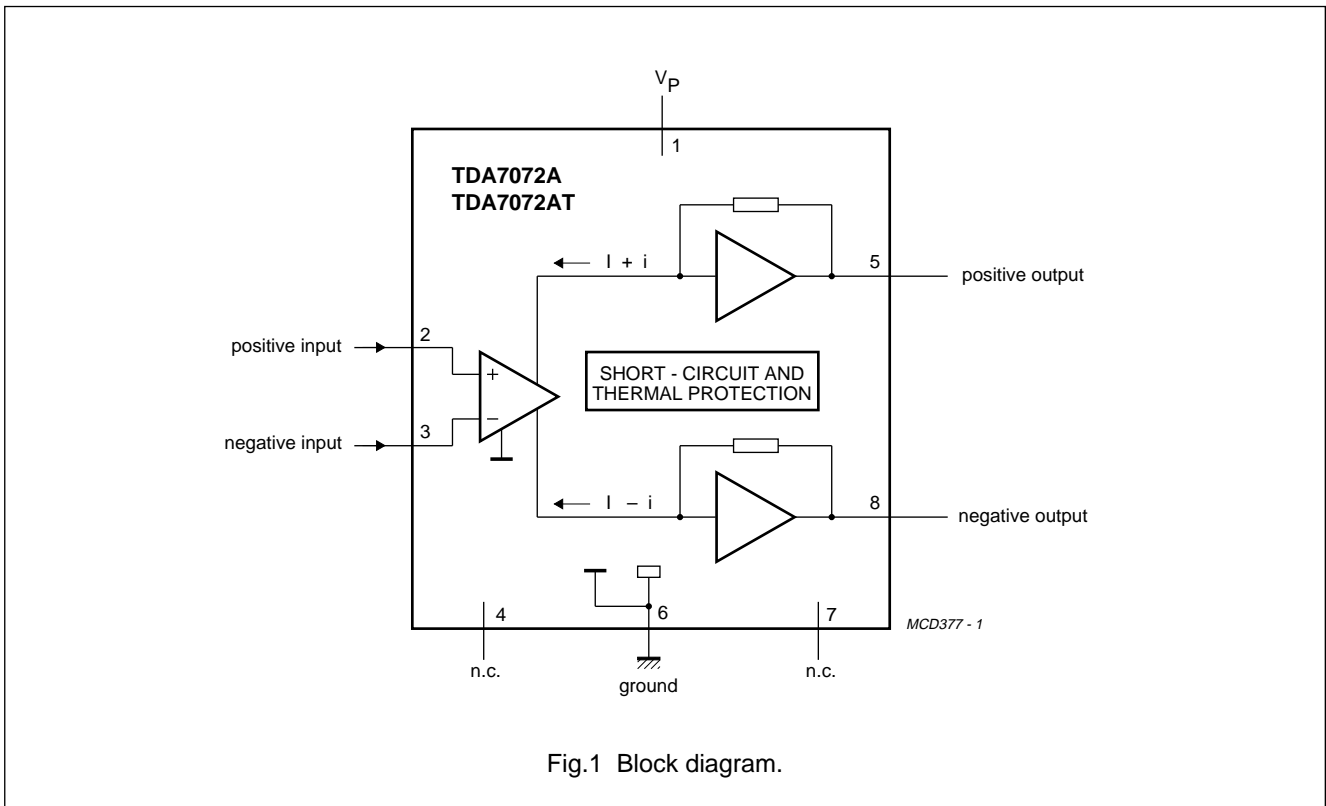 VP
1
TDA7072A
TDA7072AT
I + i
5
positive output
2
positive input
+
SHORT - CIRCUIT AND
THERMAL PROTECTION
−
negative input
3
I − i
8
negative output
4
6
7
MCD377 - 1
n.c.
ground
n.c.
Fig.1 Block diagram.